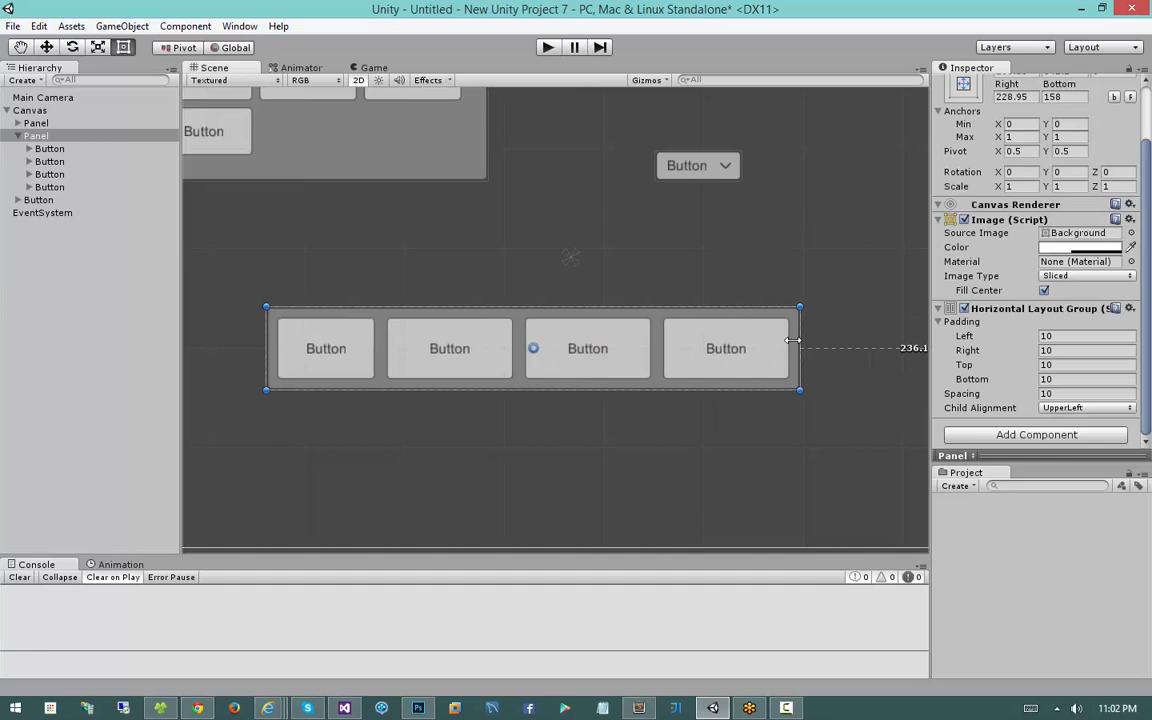 Unity - Untitled - New Unity Project 7 - PC, Mac & Linux Standalone* <DX11>
File Edit Assets GameObject Component Window Help
Pivot Global Layers Layout
Hierarchy Scene Animator Game Inspector
Create All Textured RGB 2D Effects Gizmos All
Main Camera
Canvas
Panel
Panel
Button
Button
Button
Button
Button
EventSystem
Button
Button
Button Button Button Button
236.1
Right Bottom
228.95 158
Anchors
Min X 0 Y 0
Max X 1 Y 1
Pivot X 0.5 Y 0.5
Rotation X 0 Y 0 Z 0
Scale X 1 Y 1 Z 1
Canvas Renderer
Image (Script)
Source Image Background
Color
Material None (Material)
Image Type Sliced
Fill Center
Horizontal Layout Group (S
Padding
Left 10
Right 10
Top 10
Bottom 10
Spacing 10
Child Alignment UpperLeft
Add Component
Panel
Project
Create
Console Animation
Clear Collapse Clear on Play Error Pause 0 0 0
11:02 PM